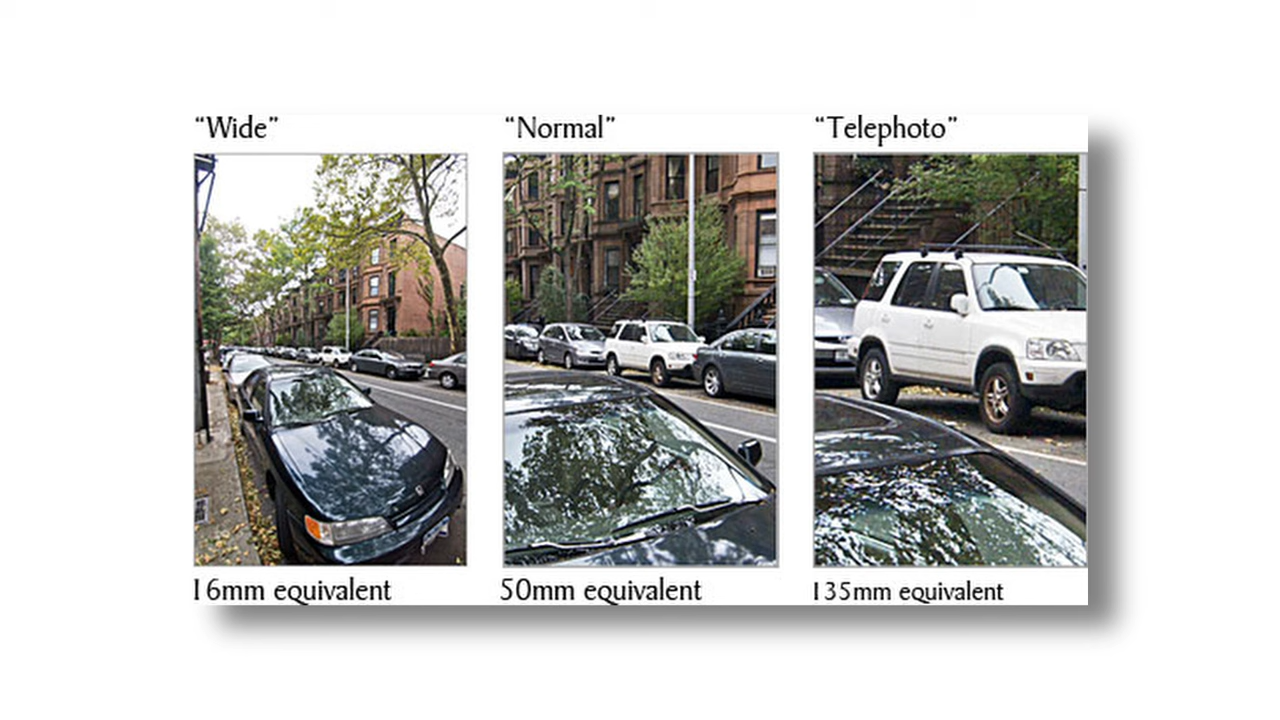 “Wide”
“Normal”
“Telephoto”
16mm equivalent
50mm equivalent
135mm equivalent